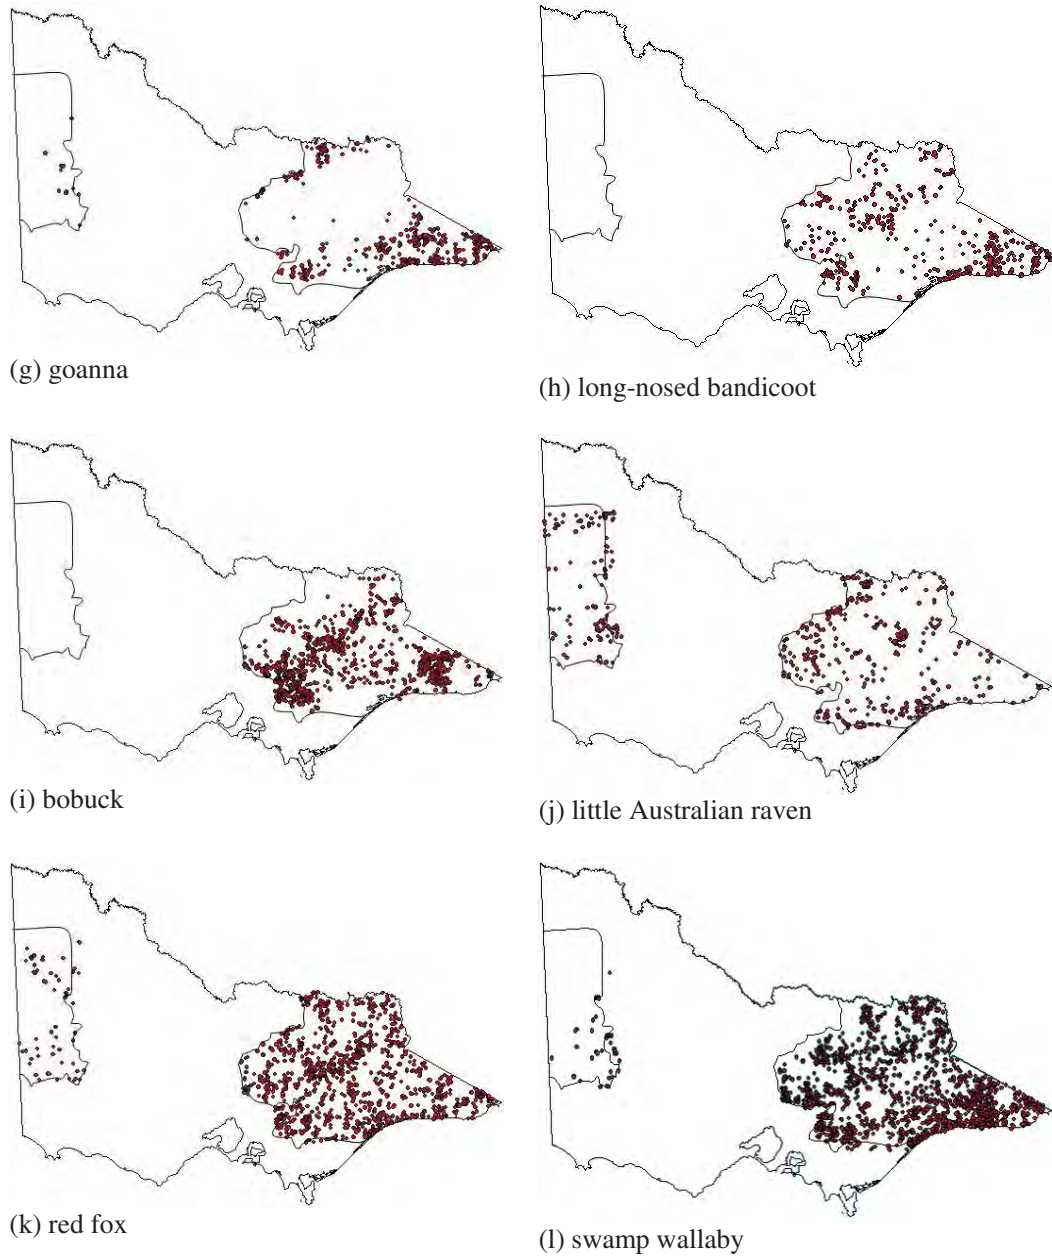 (g) goanna
(h) long-nosed bandicoot
(i) bobuck
(j) little Australian raven
(k) red fox
(l) swamp wallaby